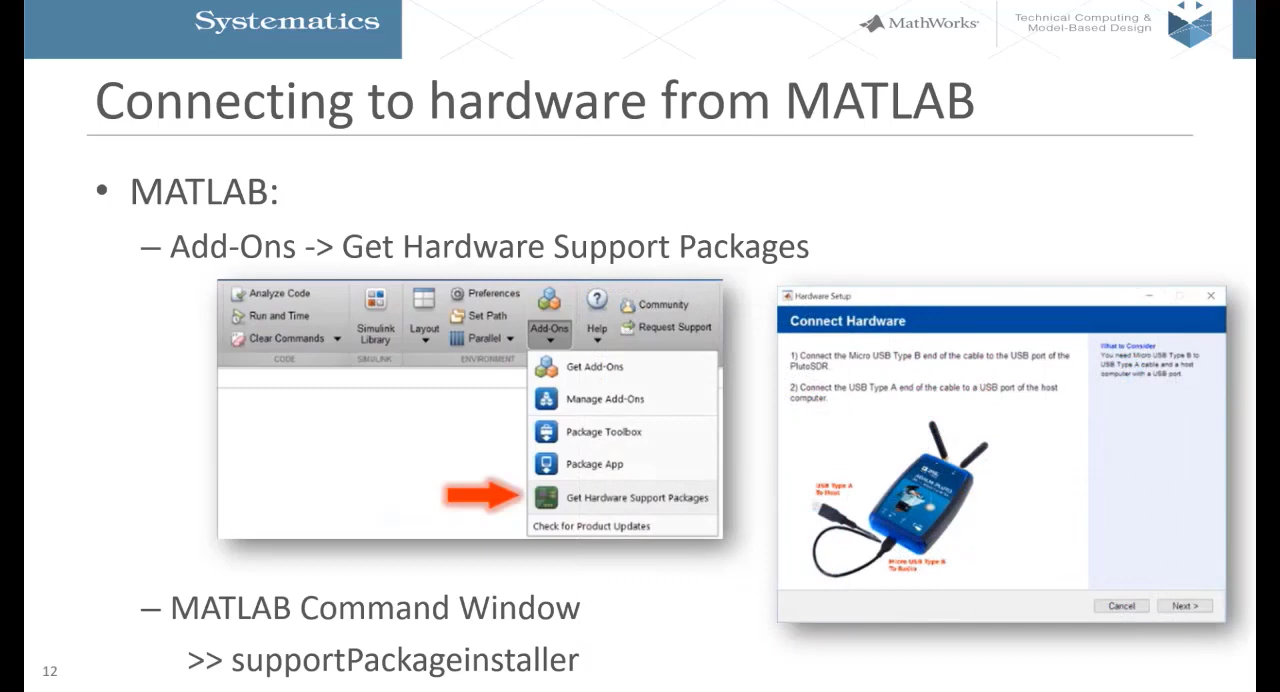 Systematics
MathWorks
Technical Computing &
Model-Based Design
Connecting to hardware from MATLAB
• MATLAB:
– Add-Ons -> Get Hardware Support Packages
Analyze Code
Run and Time
Clear Commands
CODE
Simulink
Library
SIMULINK
Layout
Preferences
Set Path
Parallel
ENVIRONMENT
Add-Ons
?
Help
Community
Request Support
Get Add-Ons
Manage Add-Ons
Package Toolbox
Package App
Get Hardware Support Packages
Check for Product Updates
Hardware Setup
Connect Hardware
1) Connect the Micro USB Type B end of the cable to the USB port of the
PlutoSDR.
2) Connect the USB Type A end of the cable to a USB port of the host
computer.
USB Type A
To Host
Micro USB Type B
To Radio
What to Consider
You need Micro USB Type B to
USB Type A cable and a host
computer with a USB port.
Cancel
Next >
– MATLAB Command Window
>> supportPackageinstaller
12